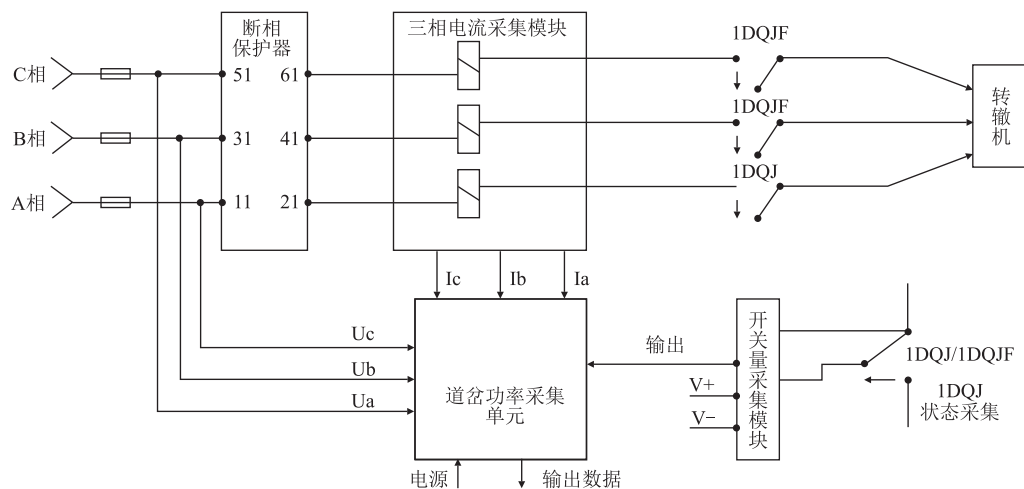 断相
保护器
三相电流采集模块
1DQJF
C相
51
61
转辙机
1DQJF
B相
31
41
1DQJ
A相
11
21
Ic
Ib
Ia
Uc
Ub
Ua
道岔功率采集
单元
输出
V+
V−
开关量采集模块
1DQJ/1DQJF
1DQJ
状态采集
电源
输出数据